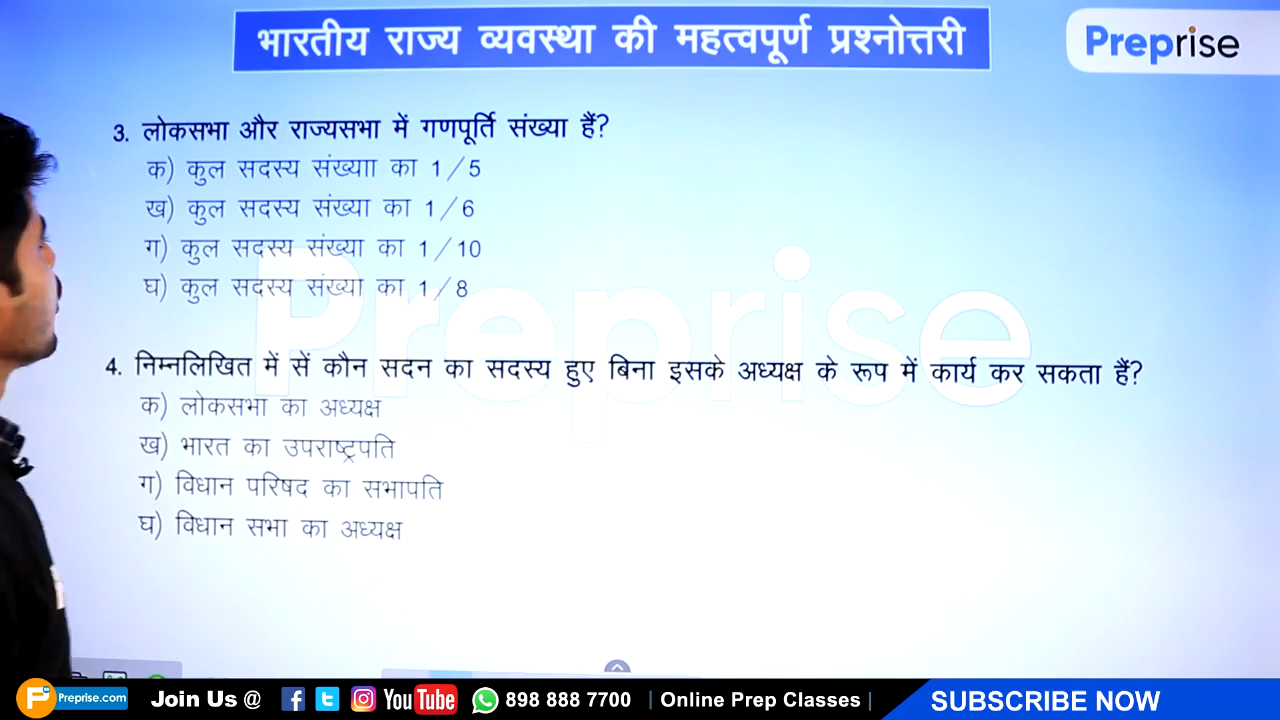 भारतीय राज्य व्यवस्था की महत्वपूर्ण प्रश्नोत्तरी
Preprise
3. लोकसभा और राज्यसभा में गणपूर्ति संख्या हैं?
क) कुल सदस्य संख्याा का 1/5
ख) कुल सदस्य संख्या का 1/6
ग) कुल सदस्य संख्या का 1/10
घ) कुल सदस्य संख्या का 1/8
Preprise
4. निम्नलिखित में सें कौन सदन का सदस्य हुए बिना इसके अध्यक्ष के रूप में कार्य कर सकता हैं?
क) लोकसभा का अध्यक्ष
ख) भारत का उपराष्ट्रपति
ग) विधान परिषद का सभापति
घ) विधान सभा का अध्यक्ष
Preprise.com Join Us @ YouTube 898 888 7700 | Online Prep Classes | SUBSCRIBE NOW